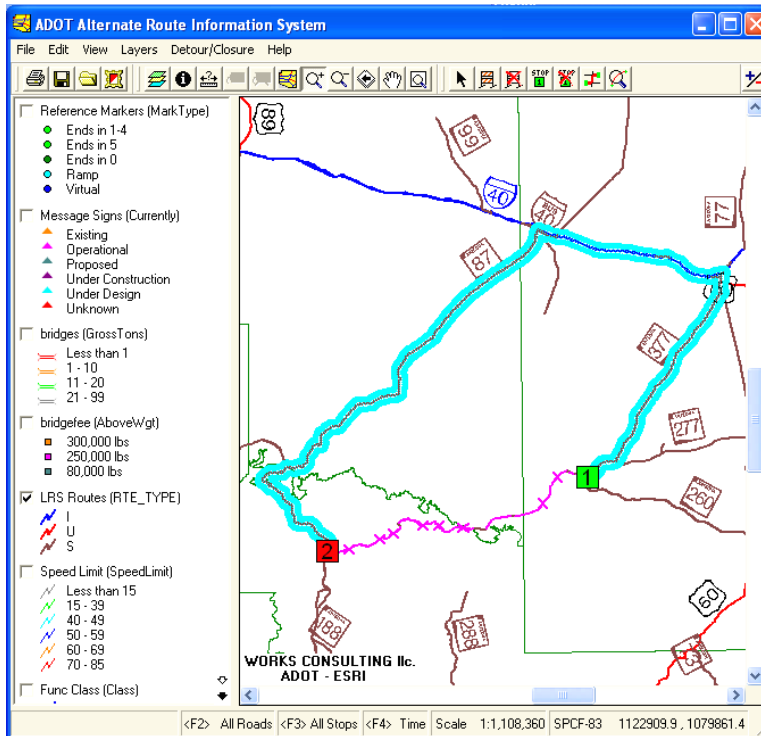 ADOT Alternate Route Information System
File Edit View Layers Detour/Closure Help
STOP 1 STOP
Reference Markers (MarkType)
Ends in 1-4
Ends in 5
Ends in 0
Ramp
Virtual
Message Signs (Currently)
Existing
Operational
Proposed
Under Construction
Under Design
Unknown
bridges (GrossTons)
Less than 1
1 - 10
11 - 20
21 - 99
bridgefee (AboveWgt)
300,000 lbs
250,000 lbs
80,000 lbs
LRS Routes (RTE_TYPE)
I
U
S
Speed Limit (SpeedLimit)
Less than 15
15 - 39
40 - 49
50 - 59
60 - 69
70 - 85
Func Class (Class)
89
99
40
BUS
40
77
87
377
277
1
260
2
188
288
60
WORKS CONSULTING llc.
ADOT - ESRI
<F2> All Roads <F3> All Stops <F4> Time Scale 1:1,108,360 SPCF-83 1122909.9 , 1079861.4